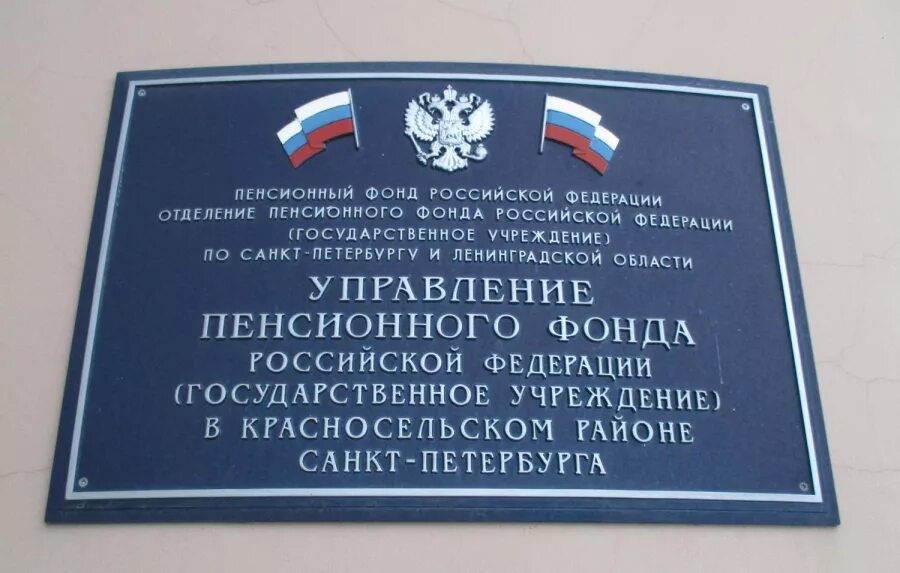 ПЕНСИОННЫЙ ФОНД РОССИЙСКОЙ ФЕДЕРАЦИИ
ОТДЕЛЕНИЕ ПЕНСИОННОГО ФОНДА РОССИЙСКОЙ ФЕДЕРАЦИИ
(ГОСУДАРСТВЕННОЕ УЧРЕЖДЕНИЕ)
ПО САНКТ-ПЕТЕРБУРГУ И ЛЕНИНГРАДСКОЙ ОБЛАСТИ
УПРАВЛЕНИЕ
ПЕНСИОННОГО ФОНДА
РОССИЙСКОЙ ФЕДЕРАЦИИ
(ГОСУДАРСТВЕННОЕ УЧРЕЖДЕНИЕ)
В КРАСНОСЕЛЬСКОМ РАЙОНЕ
САНКТ-ПЕТЕРБУРГА